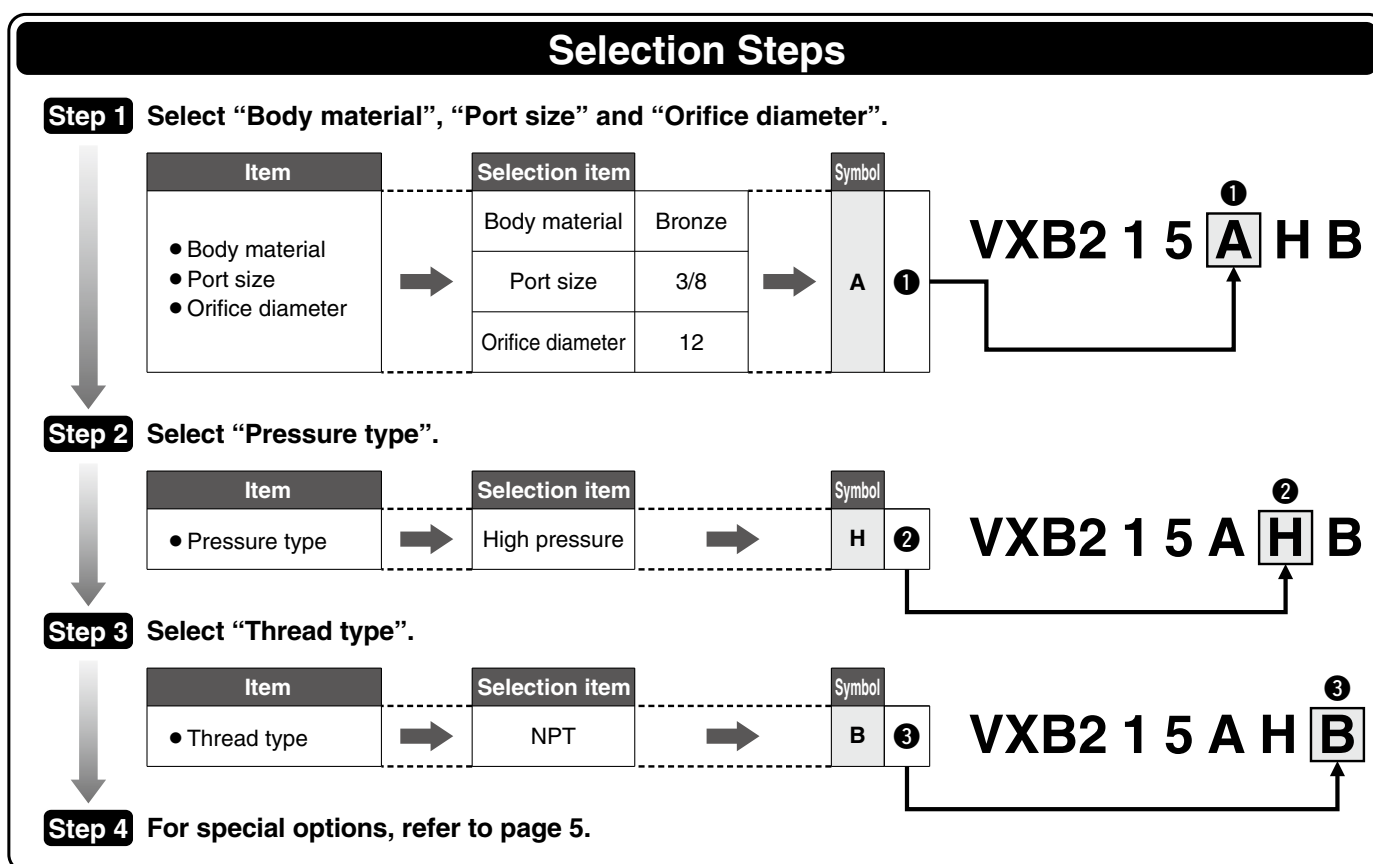 Selection Steps
Step 1 Select “Body material”, “Port size” and “Orifice diameter”.
Item
Selection item
Symbol
● Body material
● Port size
● Orifice diameter
Body material Bronze
Port size 3/8
Orifice diameter 12
A ❶
❶
VXB2 1 5 A H B
Step 2 Select “Pressure type”.
Item
Selection item
Symbol
● Pressure type
High pressure
H ❷
❷
VXB2 1 5 A H B
Step 3 Select “Thread type”.
Item
Selection item
Symbol
● Thread type
NPT
B ❸
❸
VXB2 1 5 A H B
Step 4 For special options, refer to page 5.